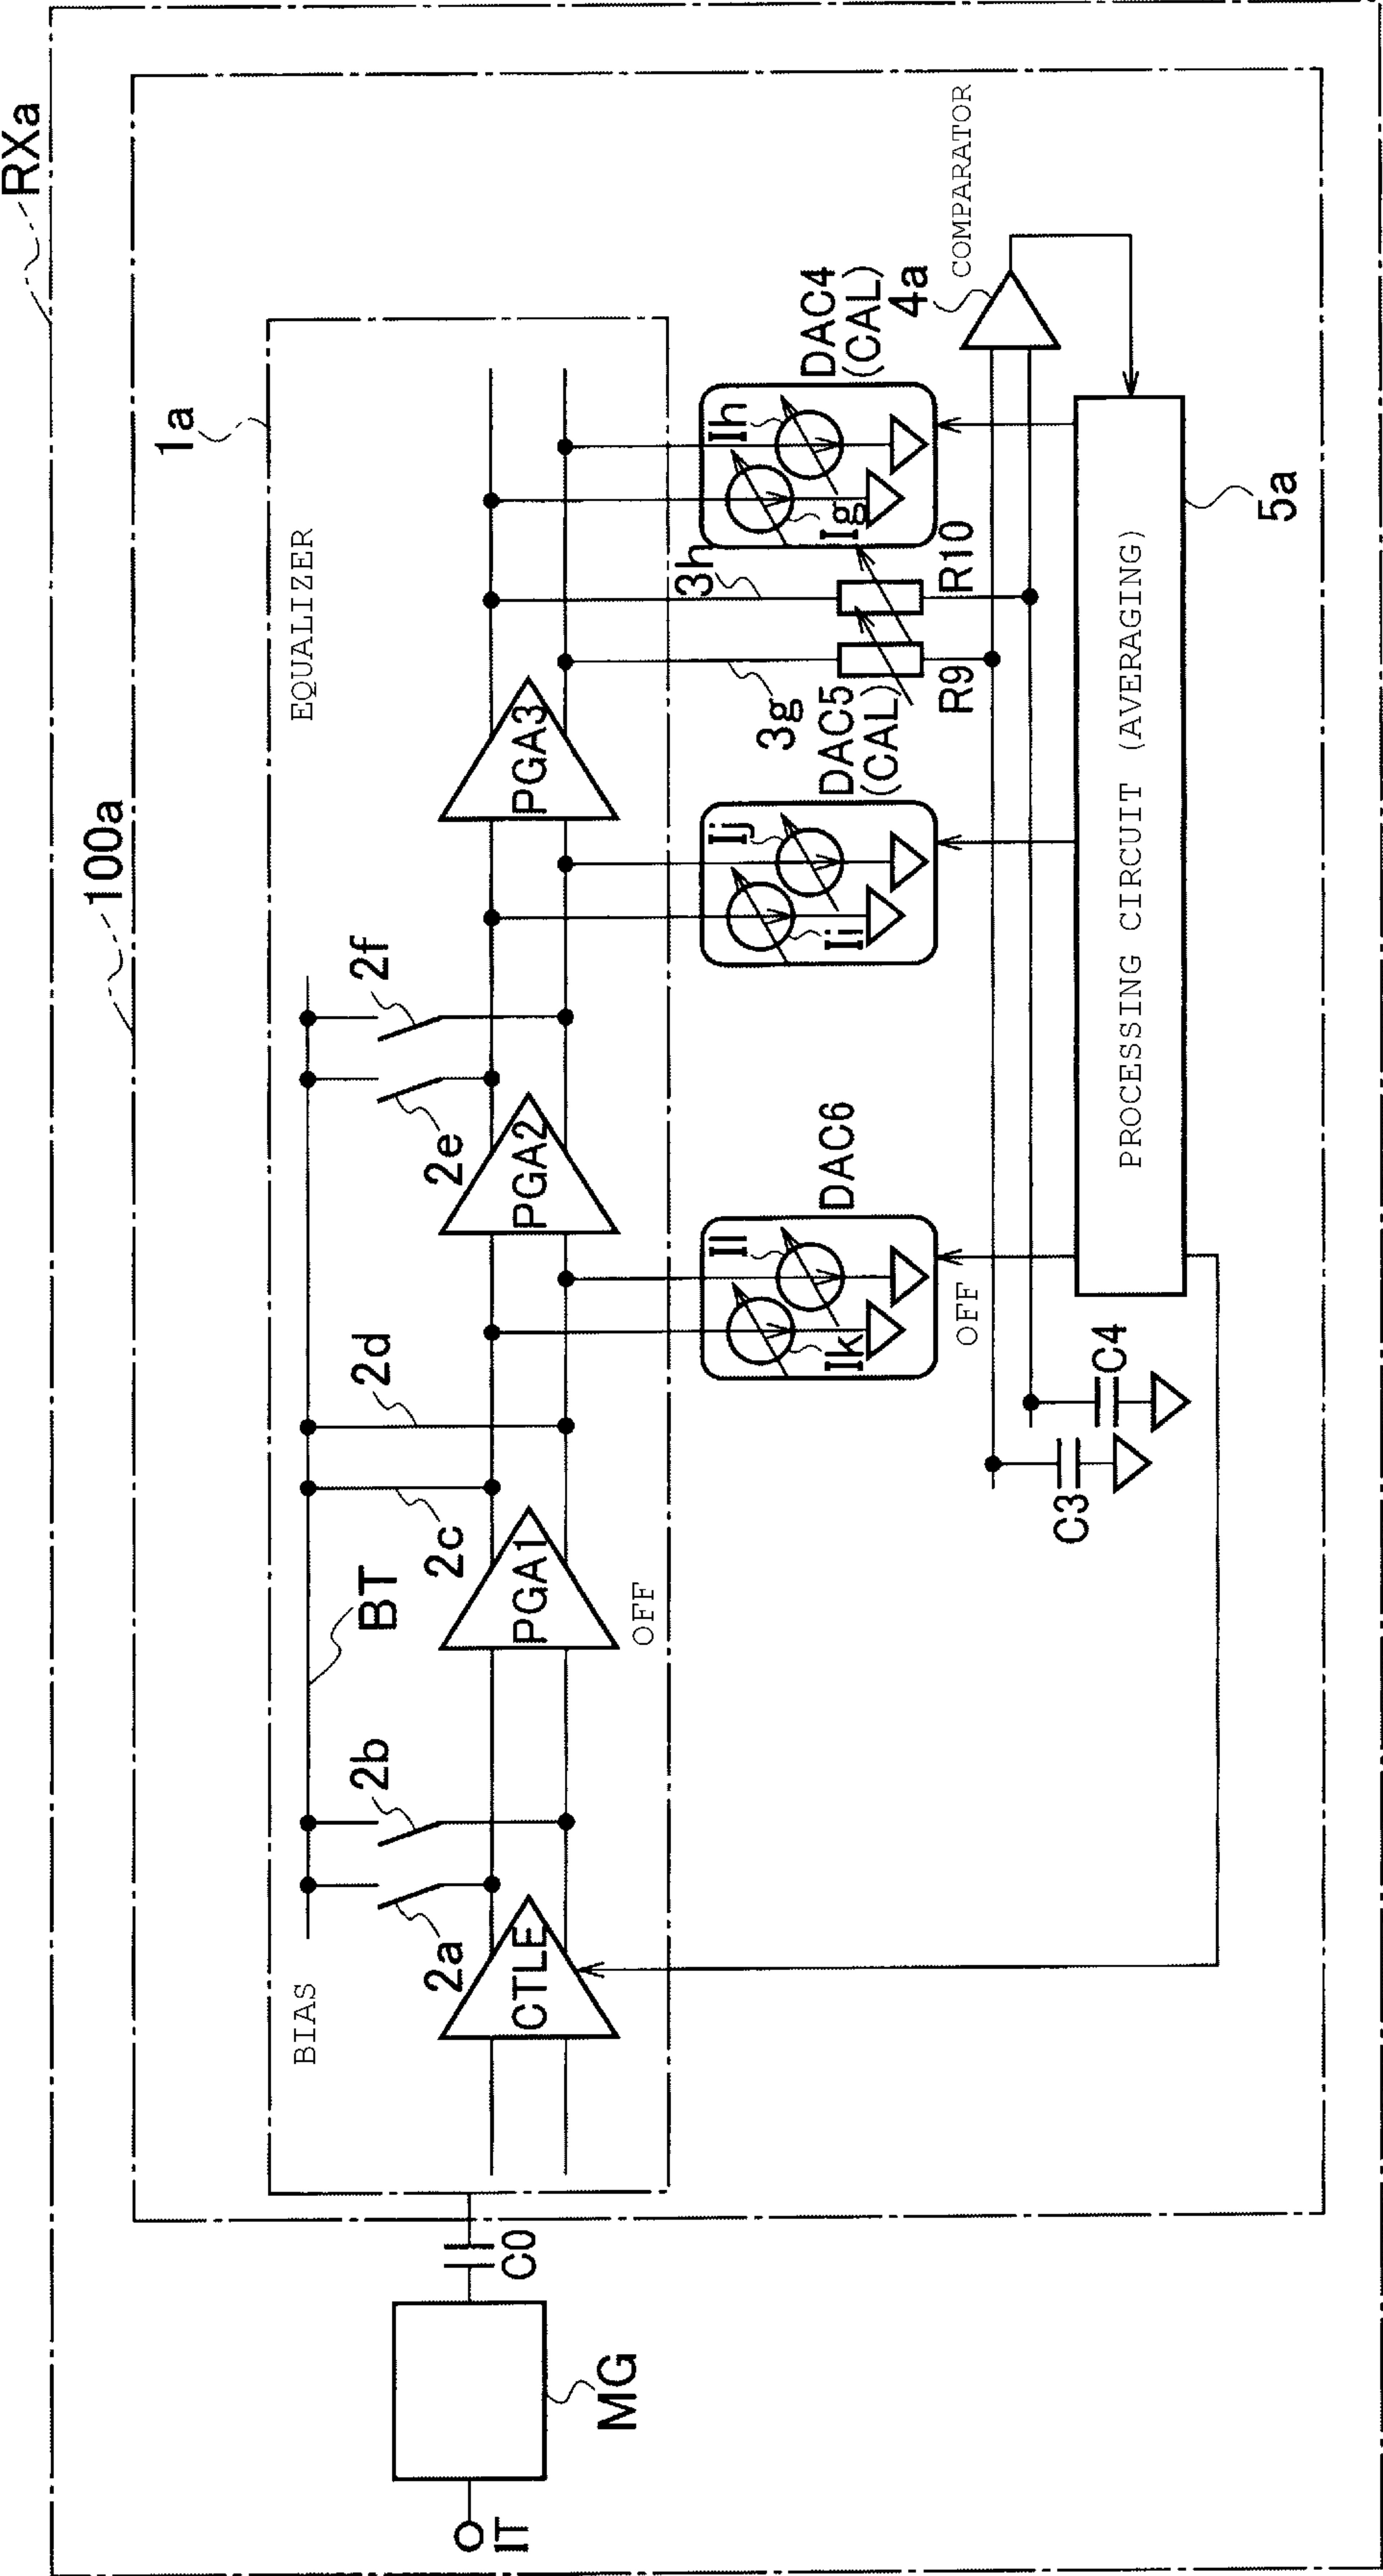 RXa
100a
1a
EQUALIZER
BIAS
BT
2a
2b
2c
2d
2e
2f
CTLE
PGA1
PGA2
PGA3
OFF
IT
MG
C0
DAC6
Ik
Il
OFF
DAC5
(CAL)
Ii
Ij
3g
3h
R9
R10
DAC4
(CAL)
Ig
Ih
4a
COMPARATOR
C3
C4
PROCESSING CIRCUIT (AVERAGING)
5a